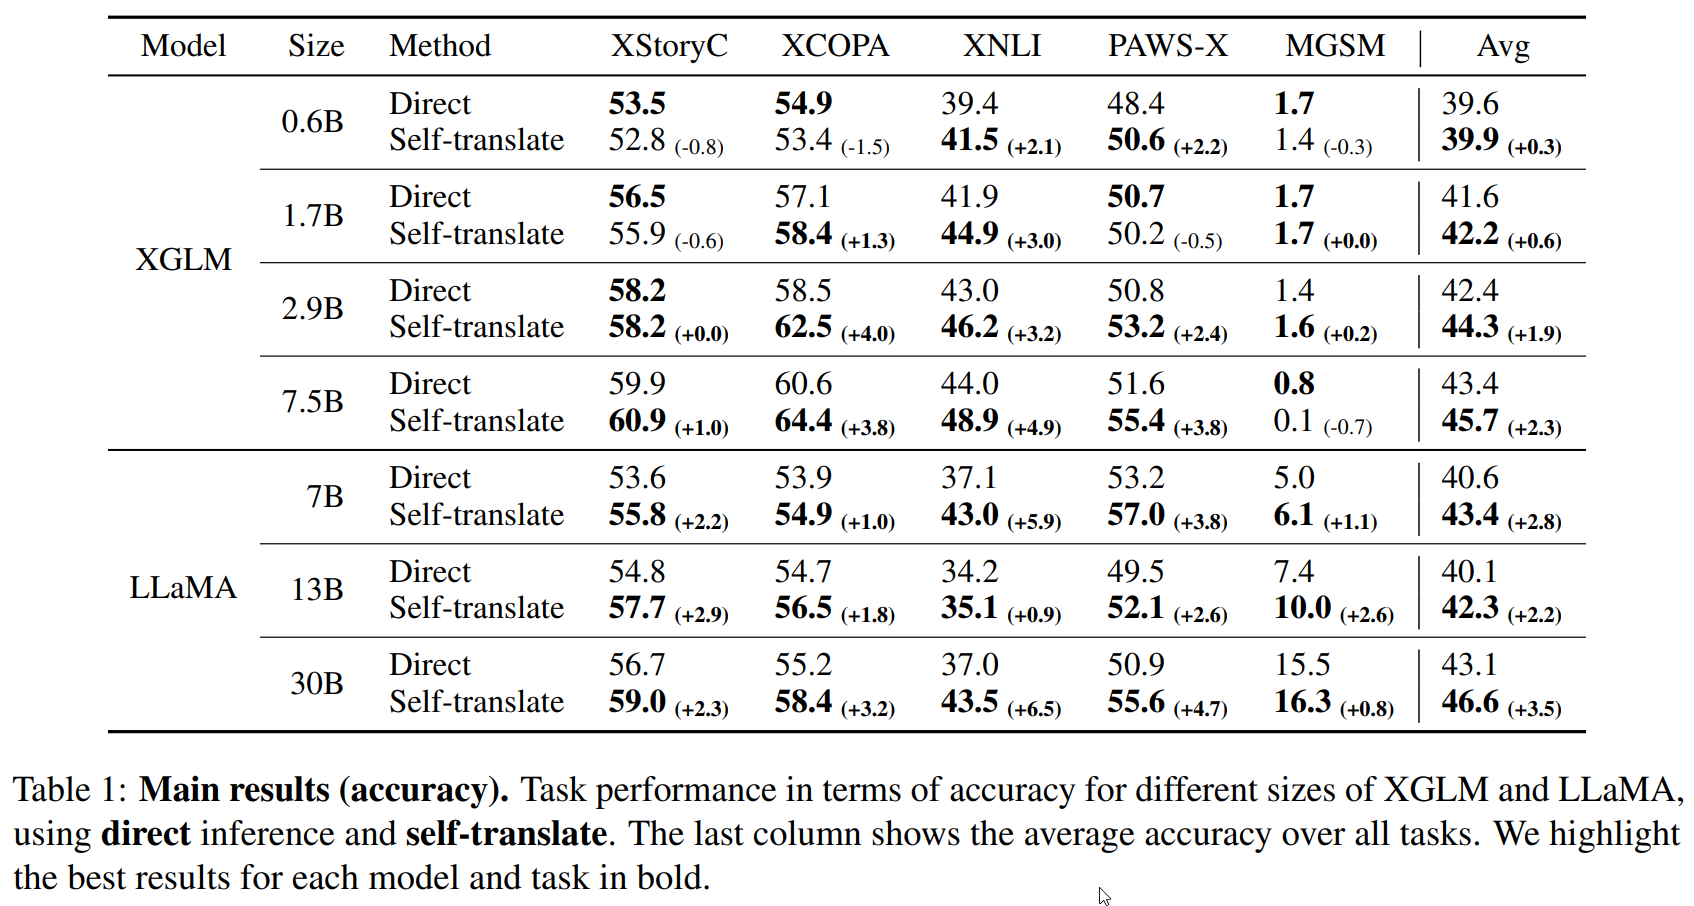 Model Size Method XStoryC XCOPA XNLI PAWS-X MGSM Avg
XGLM
0.6B
Direct 53.5 54.9 39.4 48.4 1.7 39.6
Self-translate 52.8 (-0.8) 53.4 (-1.5) 41.5 (+2.1) 50.6 (+2.2) 1.4 (-0.3) 39.9 (+0.3)
1.7B
Direct 56.5 57.1 41.9 50.7 1.7 41.6
Self-translate 55.9 (-0.6) 58.4 (+1.3) 44.9 (+3.0) 50.2 (-0.5) 1.7 (+0.0) 42.2 (+0.6)
2.9B
Direct 58.2 58.5 43.0 50.8 1.4 42.4
Self-translate 58.2 (+0.0) 62.5 (+4.0) 46.2 (+3.2) 53.2 (+2.4) 1.6 (+0.2) 44.3 (+1.9)
7.5B
Direct 59.9 60.6 44.0 51.6 0.8 43.4
Self-translate 60.9 (+1.0) 64.4 (+3.8) 48.9 (+4.9) 55.4 (+3.8) 0.1 (-0.7) 45.7 (+2.3)
LLaMA
7B
Direct 53.6 53.9 37.1 53.2 5.0 40.6
Self-translate 55.8 (+2.2) 54.9 (+1.0) 43.0 (+5.9) 57.0 (+3.8) 6.1 (+1.1) 43.4 (+2.8)
13B
Direct 54.8 54.7 34.2 49.5 7.4 40.1
Self-translate 57.7 (+2.9) 56.5 (+1.8) 35.1 (+0.9) 52.1 (+2.6) 10.0 (+2.6) 42.3 (+2.2)
30B
Direct 56.7 55.2 37.0 50.9 15.5 43.1
Self-translate 59.0 (+2.3) 58.4 (+3.2) 43.5 (+6.5) 55.6 (+4.7) 16.3 (+0.8) 46.6 (+3.5)
Table 1: Main results (accuracy). Task performance in terms of accuracy for different sizes of XGLM and LLaMA,
using direct inference and self-translate. The last column shows the average accuracy over all tasks. We highlight
the best results for each model and task in bold.